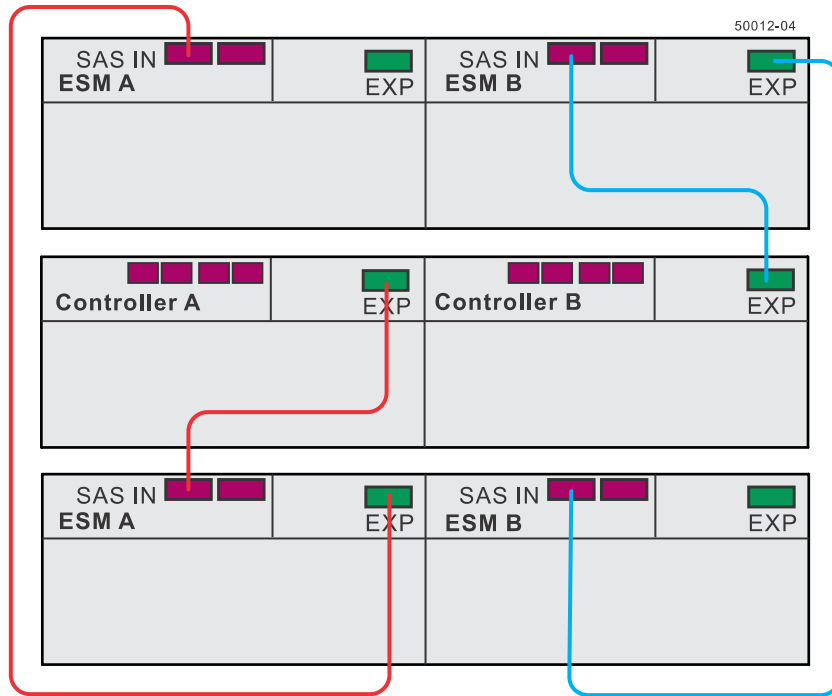 50012-04
SAS IN
ESM A
EXP
SAS IN
ESM B
EXP
Controller A
EXP
Controller B
EXP
SAS IN
ESM A
EXP
SAS IN
ESM B
EXP